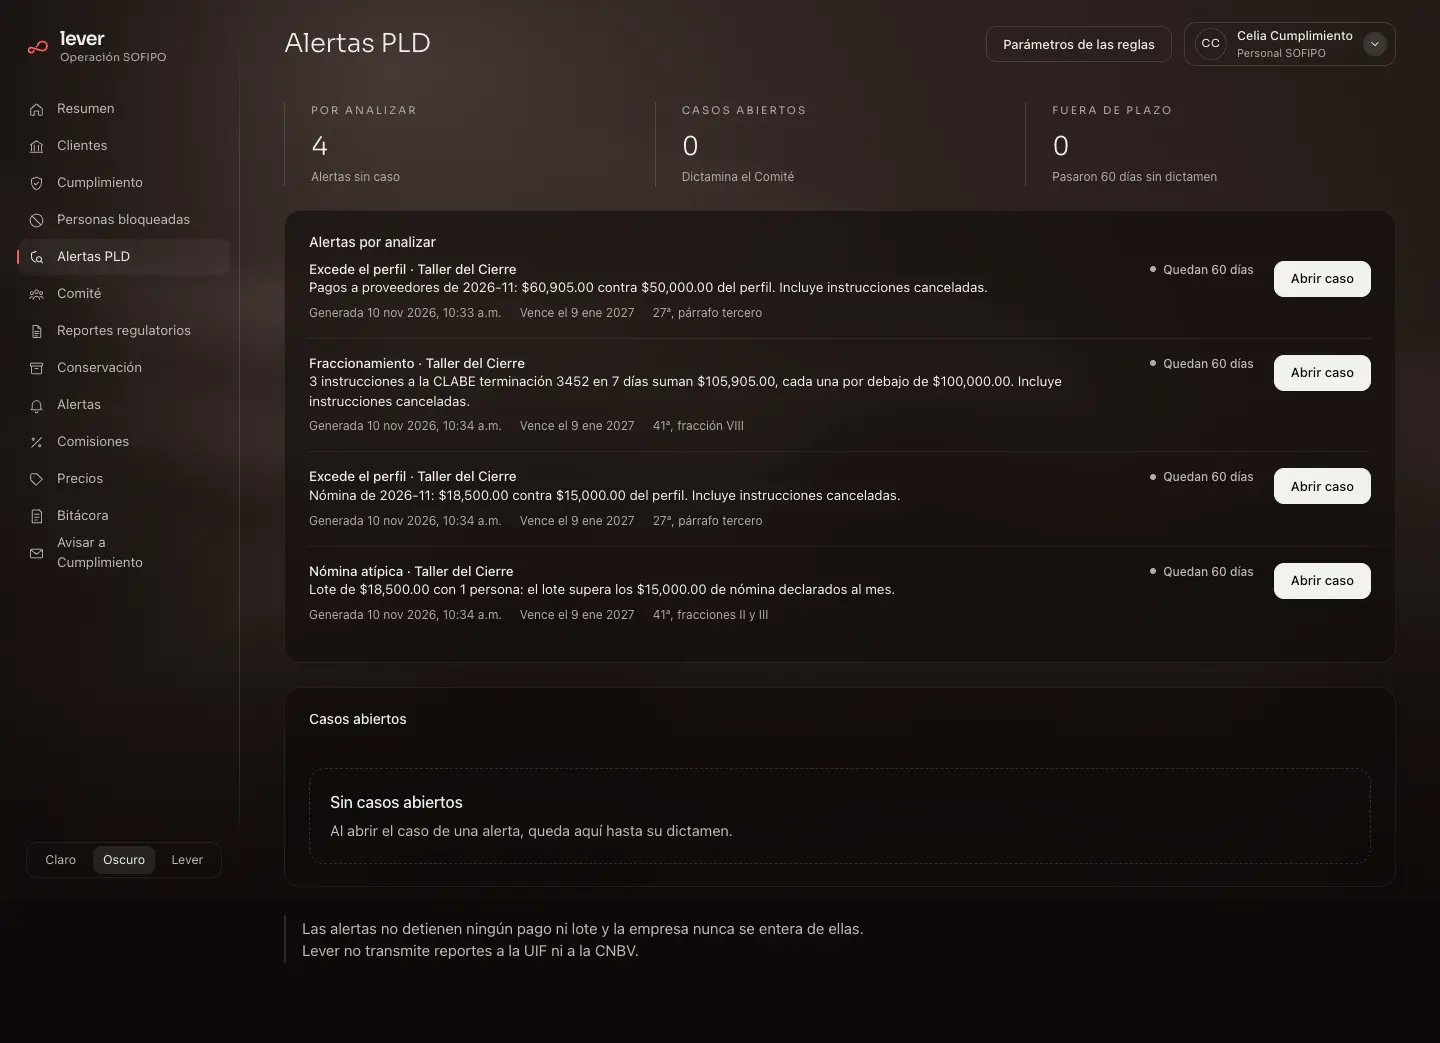 lever
Operación SOFIPO
Resumen
Clientes
Cumplimiento
Personas bloqueadas
Alertas PLD
Comité
Reportes regulatorios
Conservación
Alertas
Comisiones
Precios
Bitácora
Avisar a
Cumplimiento
Claro
Oscuro
Lever
Alertas PLD
Parámetros de las reglas
CC
Celia Cumplimiento
Personal SOFIPO
POR ANALIZAR
4
Alertas sin caso
CASOS ABIERTOS
0
Dictamina el Comité
FUERA DE PLAZO
0
Pasaron 60 días sin dictamen
Alertas por analizar
Excede el perfil · Taller del Cierre
Pagos a proveedores de 2026-11: $60,905.00 contra $50,000.00 del perfil. Incluye instrucciones canceladas.
Generada 10 nov 2026, 10:33 a.m. Vence el 9 ene 2027 27ª, párrafo tercero
Quedan 60 días
Abrir caso
Fraccionamiento · Taller del Cierre
3 instrucciones a la CLABE terminación 3452 en 7 días suman $105,905.00, cada una por debajo de $100,000.00. Incluye
instrucciones canceladas.
Generada 10 nov 2026, 10:34 a.m. Vence el 9 ene 2027 41ª, fracción VIII
Quedan 60 días
Abrir caso
Excede el perfil · Taller del Cierre
Nómina de 2026-11: $18,500.00 contra $15,000.00 del perfil. Incluye instrucciones canceladas.
Generada 10 nov 2026, 10:34 a.m. Vence el 9 ene 2027 27ª, párrafo tercero
Quedan 60 días
Abrir caso
Nómina atípica · Taller del Cierre
Lote de $18,500.00 con 1 persona: el lote supera los $15,000.00 de nómina declarados al mes.
Generada 10 nov 2026, 10:34 a.m. Vence el 9 ene 2027 41ª, fracciones II y III
Quedan 60 días
Abrir caso
Casos abiertos
Sin casos abiertos
Al abrir el caso de una alerta, queda aquí hasta su dictamen.
Las alertas no detienen ningún pago ni lote y la empresa nunca se entera de ellas.
Lever no transmite reportes a la UIF ni a la CNBV.